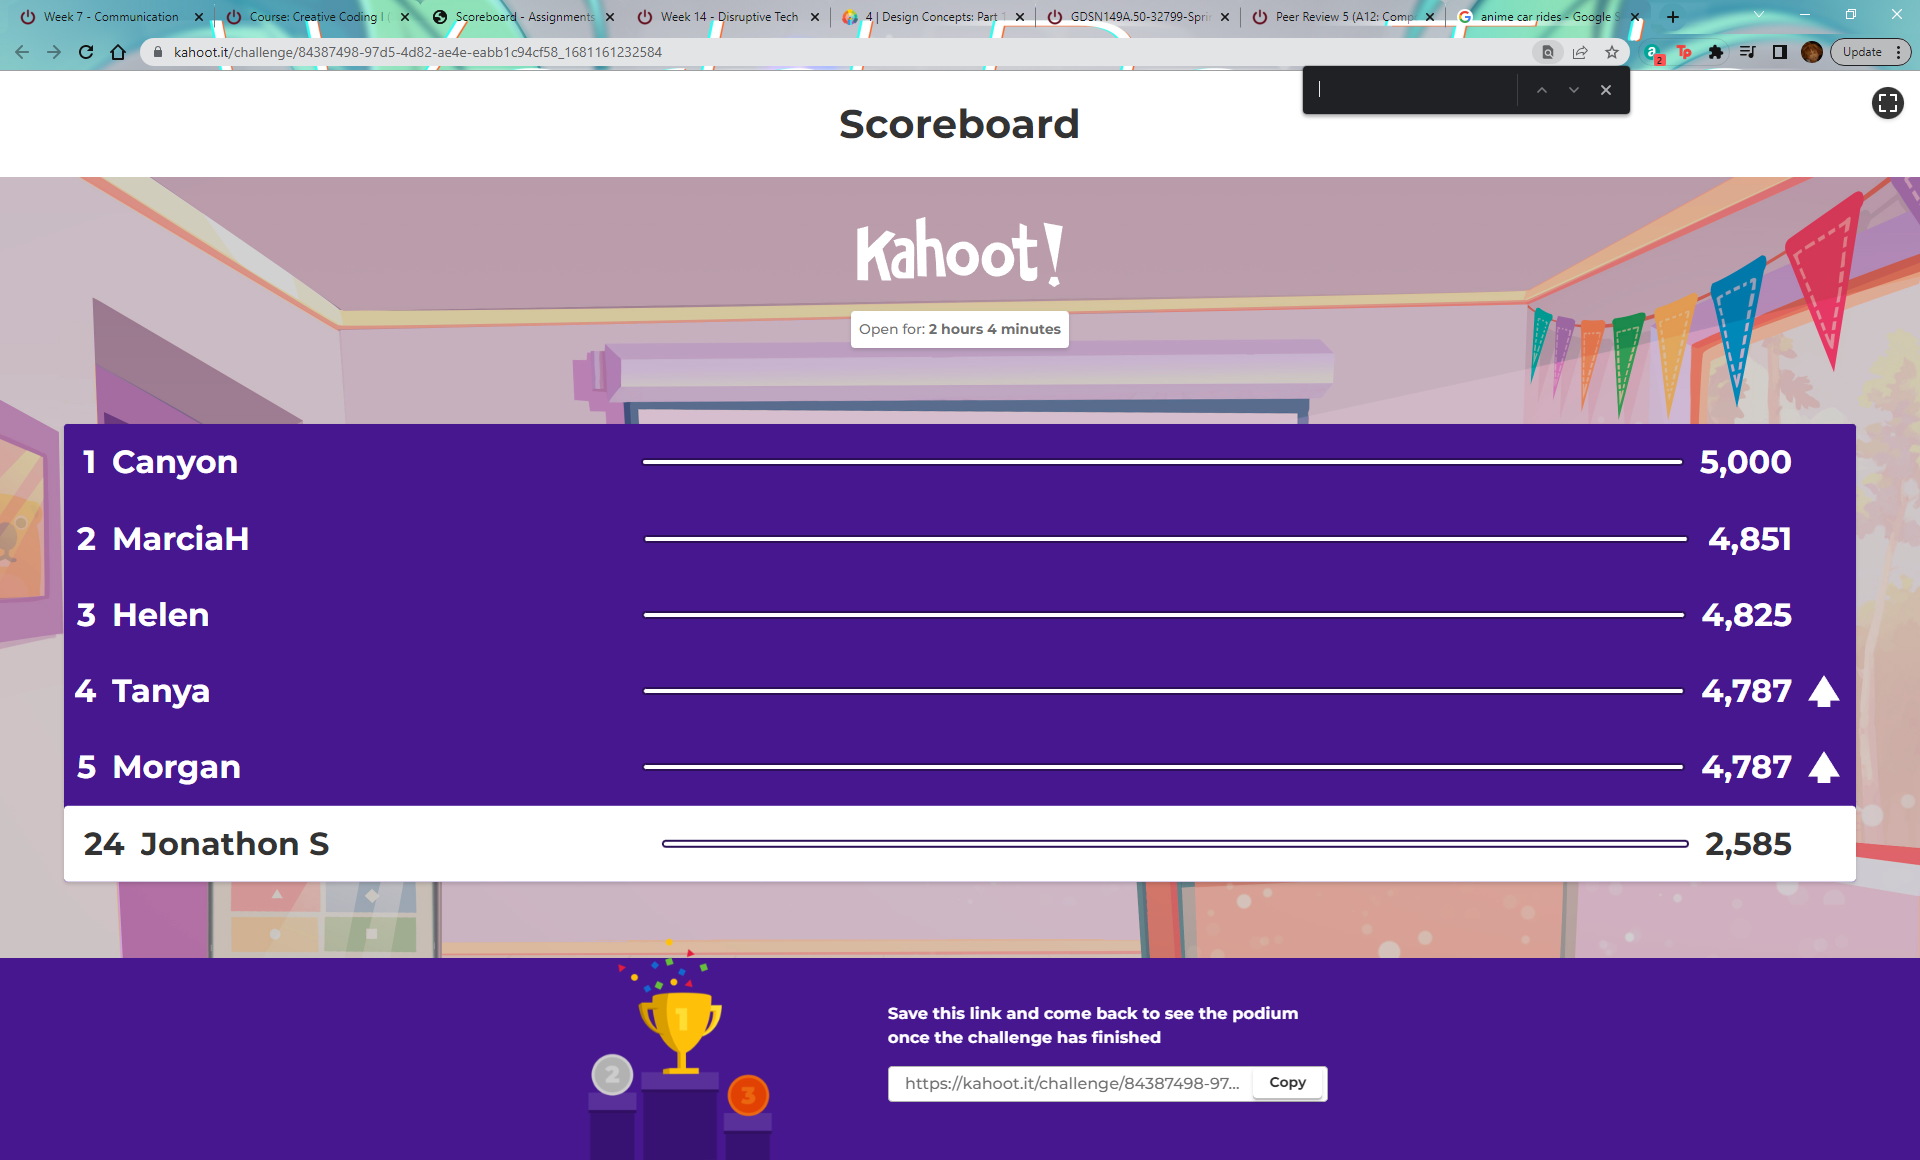 Week 7 - Communication
Course: Creative Coding I (
Scoreboard - Assignments
Week 14 - Disruptive Tech
4 | Design Concepts: Part 1
GDSN149A.50-32799-Spri
Peer Review 5 (A12: Comp
anime car rides - Google S
kahoot.it/challenge/84387498-97d5-4d82-ae4e-eabb1c94cf58_1681161232584
2
Tp
Update
Scoreboard
Kahoot!
Open for: 2 hours 4 minutes
1 Canyon 5,000
2 MarciaH 4,851
3 Helen 4,825
4 Tanya 4,787
5 Morgan 4,787
24 Jonathon S 2,585
1
2
3
Save this link and come back to see the podium
once the challenge has finished
https://kahoot.it/challenge/84387498-97... Copy